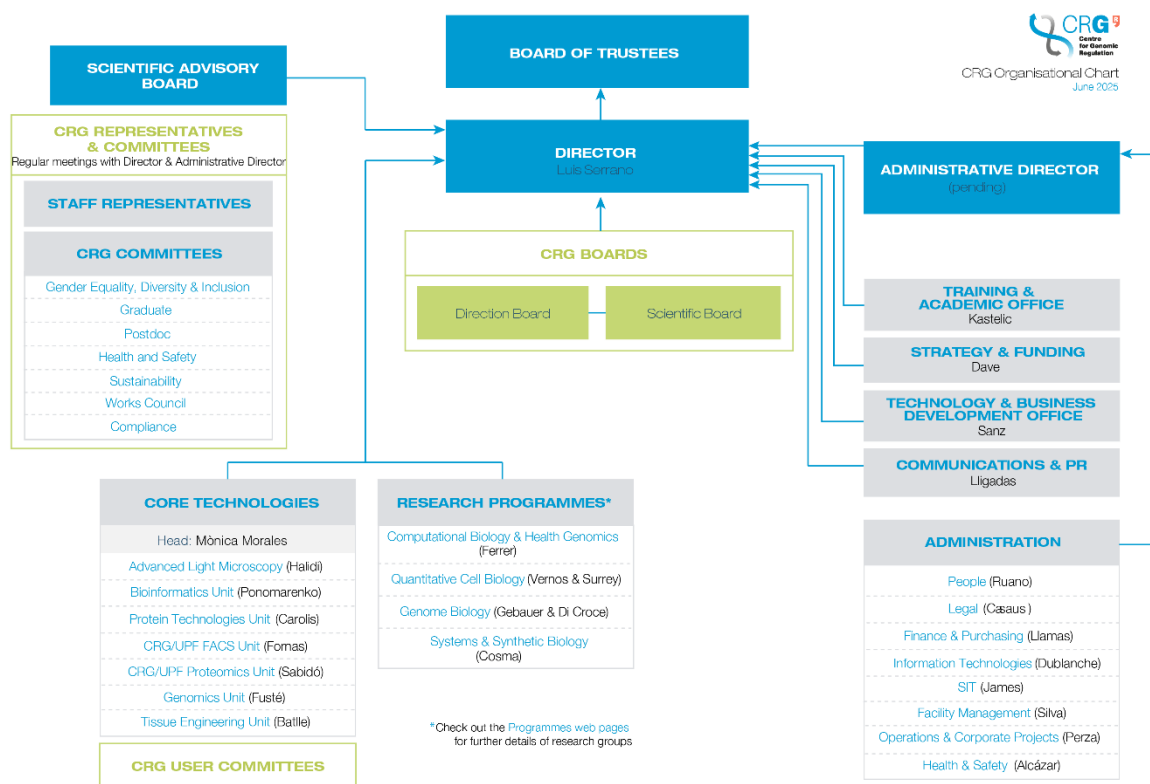 CRG
Centre
for Genomic
Regulation
CRG Organisational Chart
June 2025
BOARD OF TRUSTEES
SCIENTIFIC ADVISORY
BOARD
DIRECTOR
Luis Serrano
ADMINISTRATIVE DIRECTOR
(pending)
CRG REPRESENTATIVES
& COMMITTEES
Regular meetings with Director & Administrative Director
STAFF REPRESENTATIVES
CRG COMMITTEES
Gender Equality, Diversity & Inclusion
Graduate
Postdoc
Health and Safety
Sustainability
Works Council
Compliance
CRG BOARDS
Direction Board
Scientific Board
TRAINING &
ACADEMIC OFFICE
Kastelic
STRATEGY & FUNDING
Dave
TECHNOLOGY & BUSINESS
DEVELOPMENT OFFICE
Sanz
COMMUNICATIONS & PR
Lligadas
CORE TECHNOLOGIES
Head: Mònica Morales
Advanced Light Microscopy (Halidi)
Bioinformatics Unit (Ponomarenko)
Protein Technologies Unit (Carolis)
CRG/UPF FACS Unit (Fornas)
CRG/UPF Proteomics Unit (Sabidó)
Genomics Unit (Fusté)
Tissue Engineering Unit (Batlle)
CRG USER COMMITTEES
RESEARCH PROGRAMMES*
Computational Biology & Health Genomics
(Ferrer)
Quantitative Cell Biology (Vernos & Surrey)
Genome Biology (Gebauer & Di Croce)
Systems & Synthetic Biology
(Cosma)
*Check out the Programmes web pages
for further details of research groups
ADMINISTRATION
People (Ruano)
Legal (Casaus )
Finance & Purchasing (Llamas)
Information Technologies (Dublanche)
SIT (James)
Facility Management (Silva)
Operations & Corporate Projects (Perza)
Health & Safety (Alcázar)